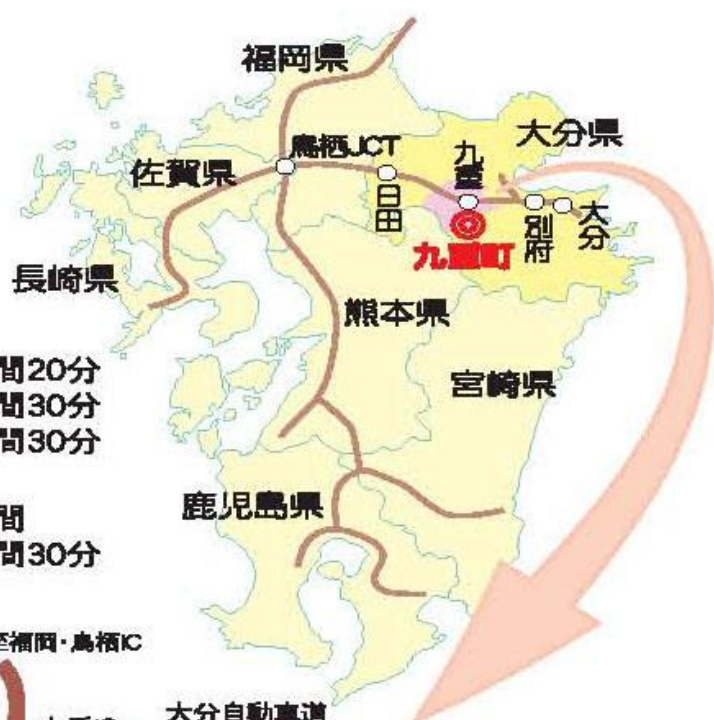 福岡県
鳥栖JCT
大分県
九重
佐賀県
日田
別府
大分
九重町
長崎県
熊本県
間20分
宮崎県
間30分
間30分
鹿児島県
間
間30分
至福岡・鳥栖IC
大分自動車道